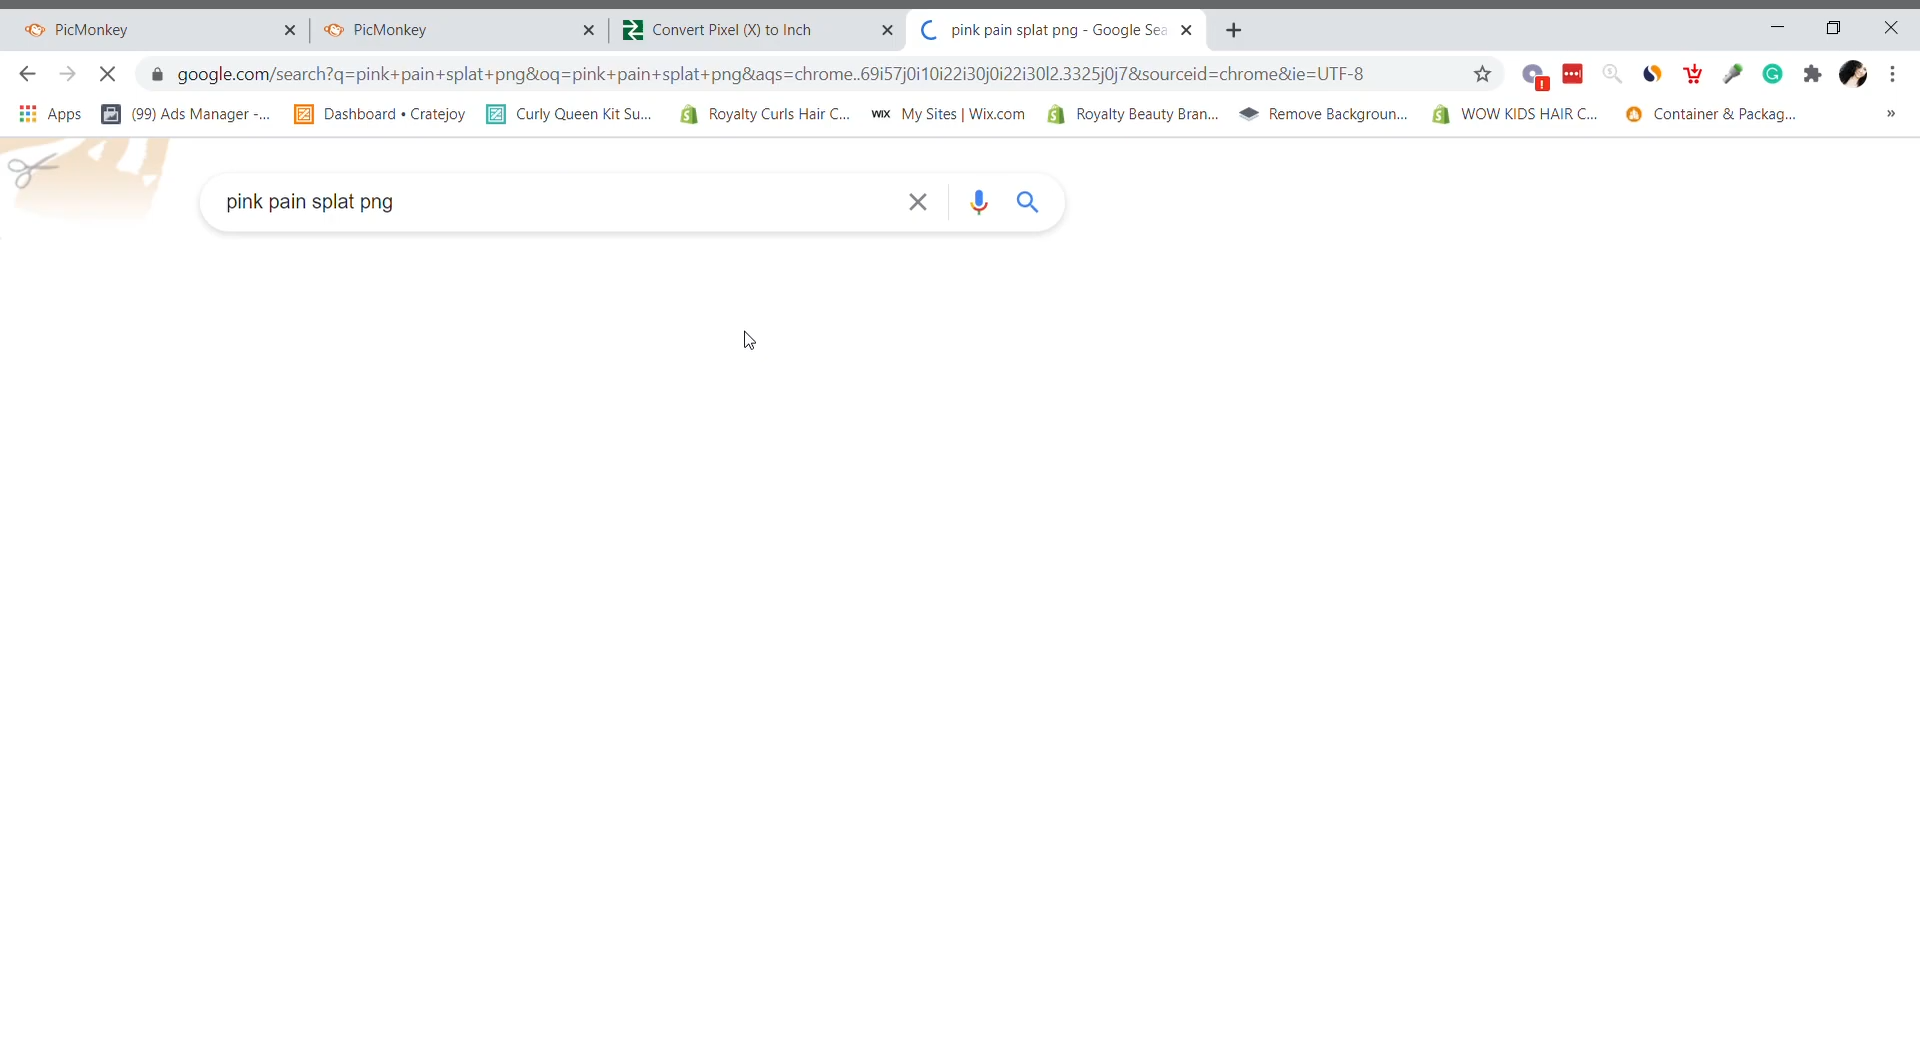 PicMonkey PicMonkey Convert Pixel (X) to Inch pink pain splat png - Google Sea
google.com/search?q=pink+pain+splat+png&oq=pink+pain+splat+png&aqs=chrome..69i57j0i10i22i30j0i22i30l2.3325j0j7&sourceid=chrome&ie=UTF-8
Apps (99) Ads Manager -... Dashboard • Cratejoy Curly Queen Kit Su... Royalty Curls Hair C... WIX My Sites | Wix.com Royalty Beauty Bran... Remove Backgroun... WOW KIDS HAIR C... Container & Packag... »
pink pain splat png